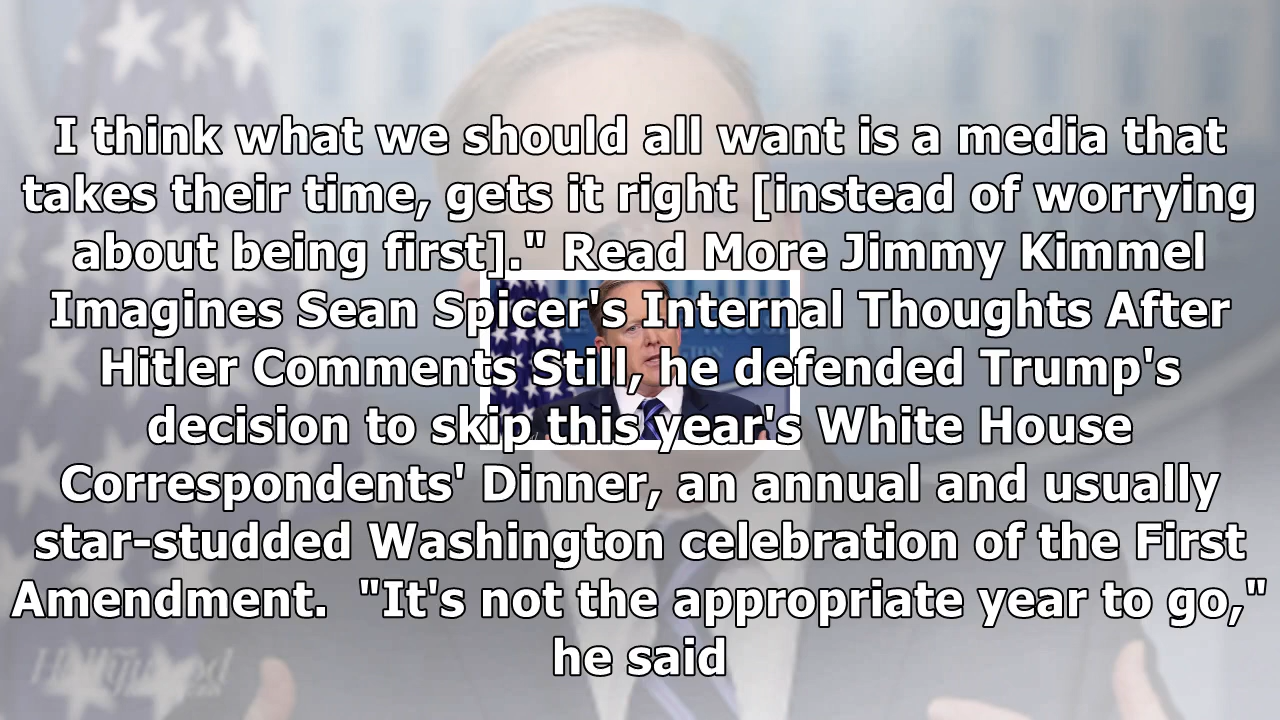 I think what we should all want is a media that
takes their time, gets it right [instead of worrying
about being first]." Read More Jimmy Kimmel
Imagines Sean Spicer's Internal Thoughts After
Hitler Comments Still, he defended Trump's
decision to skip this year's White House
Correspondents' Dinner, an annual and usually
star-studded Washington celebration of the First
Amendment.  "It's not the appropriate year to go,"
he said
Hollywood